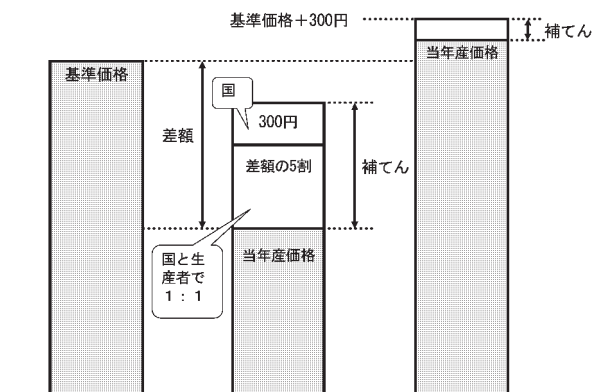 基準価格＋300円
補てん
当年産価格
基準価格
国
300円
差額
差額の5割
補てん
国と生
産者で
1：1
当年産価格